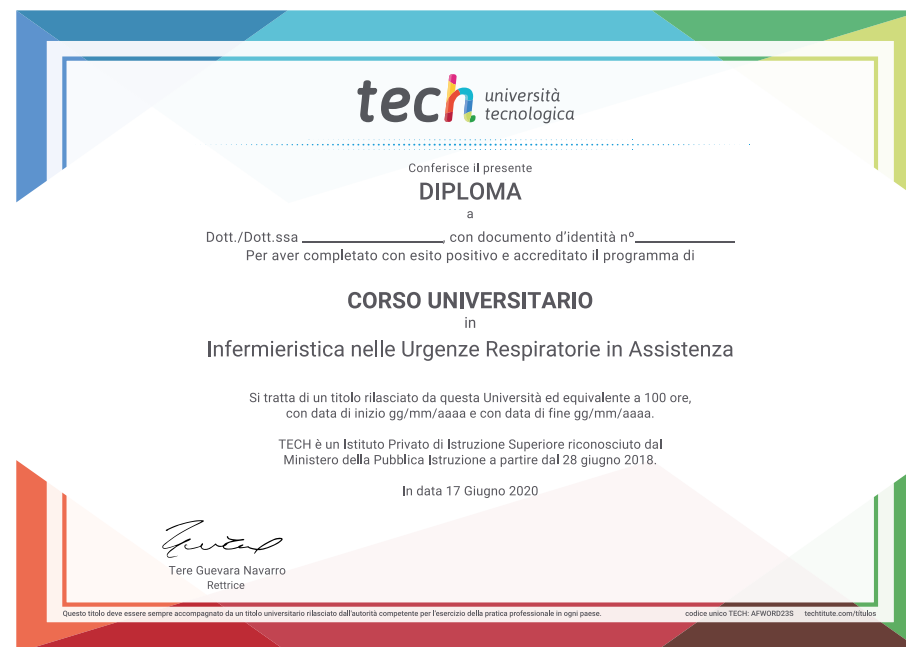 tech università
tecnologica
Conferisce il presente
DIPLOMA
a
Dott./Dott.ssa ________________, con documento d'identità nº____________
Per aver completato con esito positivo e accreditato il programma di
CORSO UNIVERSITARIO
in
Infermieristica nelle Urgenze Respiratorie in Assistenza
Si tratta di un titolo rilasciato da questa Università ed equivalente a 100 ore,
con data di inizio gg/mm/aaaa e con data di fine gg/mm/aaaa.
TECH è un Istituto Privato di Istruzione Superiore riconosciuto dal
Ministero della Pubblica Istruzione a partire dal 28 giugno 2018.
In data 17 Giugno 2020
Tere Guevara Navarro
Rettrice
Questo titolo deve essere sempre accompagnato da un titolo universitario rilasciato dall'autorità competente per l'esercizio della pratica professionale in ogni paese. codice unico TECH: AFWORD23S techtitute.com/títulos